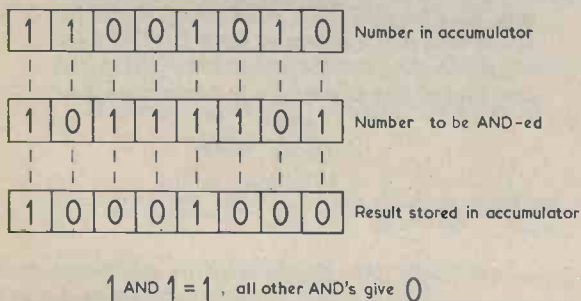 1 1 0 0 1 0 1 0 Number in accumulator
1 0 1 1 1 1 0 1 Number to be AND-ed
1 0 0 0 1 0 0 0 Result stored in accumulator
1 AND 1 = 1 , all other AND's give 0